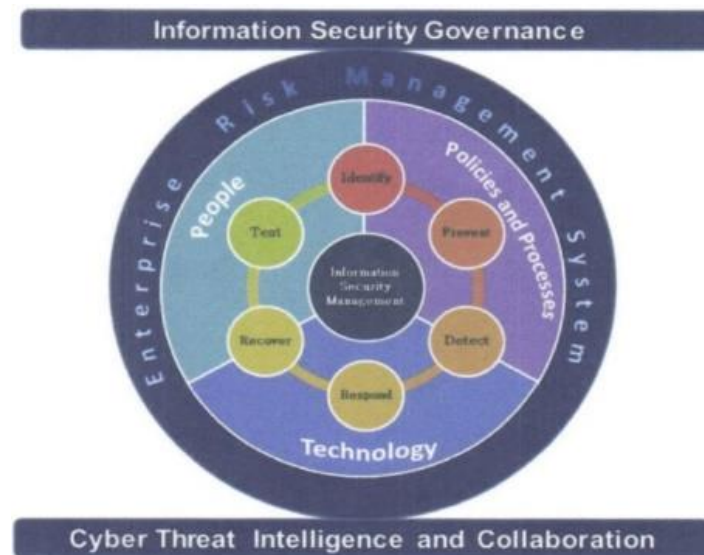 Information Security Governance
Enterprise Risk Management System
People
Policies and Processes
Identify
Test
Prevent
Information
Security
Management
Recover
Detect
Respond
Technology
Cyber Threat Intelligence and Collaboration